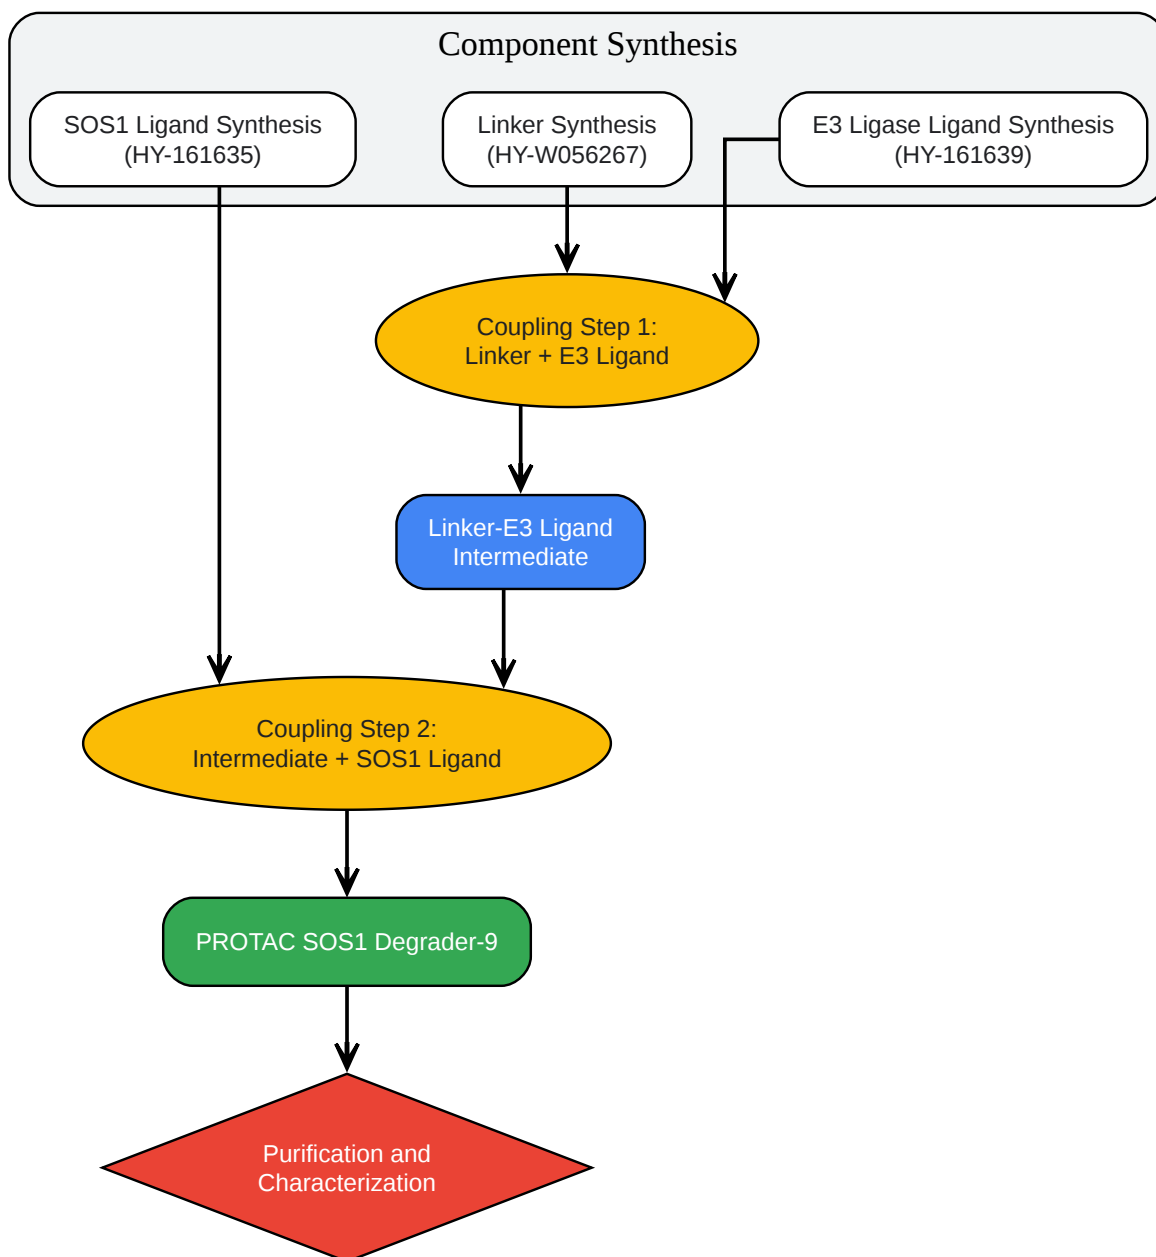 Component Synthesis
SOS1 Ligand Synthesis
(HY-161635)
Linker Synthesis
(HY-W056267)
E3 Ligase Ligand Synthesis
(HY-161639)
Coupling Step 1:
Linker + E3 Ligand
Linker-E3 Ligand
Intermediate
Coupling Step 2:
Intermediate + SOS1 Ligand
PROTAC SOS1 Degrader-9
Purification and
Characterization